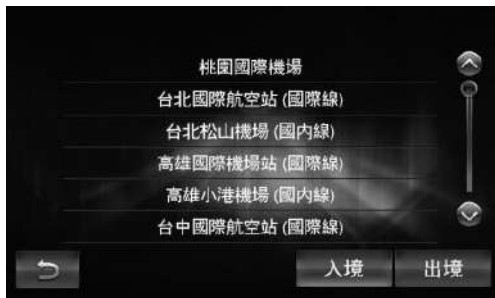 桃園國際機場
台北國際航空站 (國際線)
台北松山機場 (國内線)
高雄國際機場站 (國際線)
高雄小港機場 (國内線)
台中國際航空站 (國際線)
入境 出境